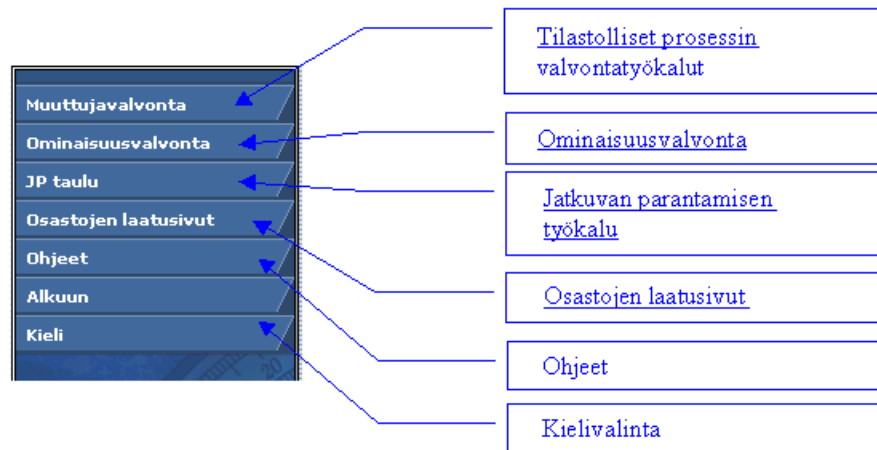 Muuttujavalvonta
Ominaisuusvalvonta
JP taulu
Osastojen laatusivut
Ohjeet
Alkuun
Kieli
Tilastolliset prosessin
valvontatyökalut
Ominaisuusvalvonta
Jatkuvan parantamisen
työkalu
Osastojen laatusivut
Ohjeet
Kielivalinta